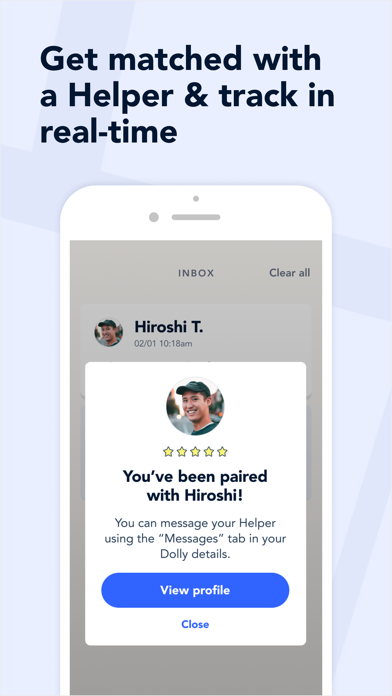 Get matched with
a Helper & track in
real-time
INBOX
Clear all
Hiroshi T.
02/01 10:18am
You’ve been paired
with Hiroshi!
You can message your Helper
using the “Messages” tab in your
Dolly details.
View profile
Close